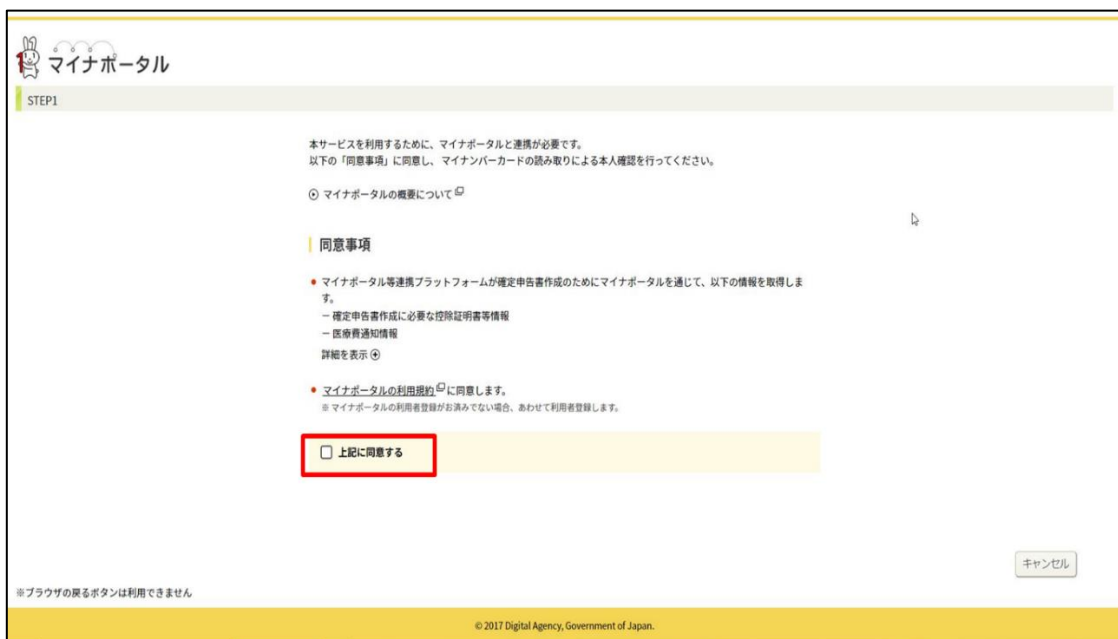 マイナポータル
STEP1
本サービスを利用するために、マイナポータルと連携が必要です。
以下の「同意事項」に同意し、 マイナンバーカードの読み取りによる本人確認を行ってください。
マイナポータルの概要について
同意事項
マイナポータル等連携プラットフォームが確定申告書作成のためにマイナポータルを通じて、以下の情報を取得しま
す。
－ 確定申告書作成に必要な控除証明書等情報
－ 医療費通知情報
詳細を表示
マイナポータルの利用規約に同意します。
※ マイナポータルの利用者登録がお済みでない場合、あわせて利用者登録します。
上記に同意する
キャンセル
※ブラウザの戻るボタンは利用できません
© 2017 Digital Agency, Government of Japan.